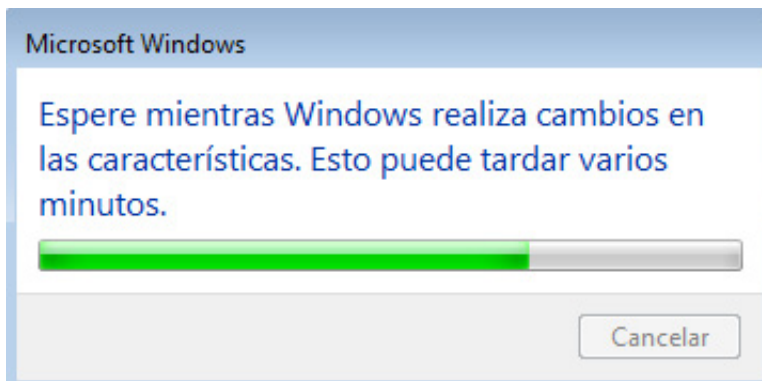 Microsoft Windows
Espere mientras Windows realiza cambios en
las características. Esto puede tardar varios
minutos.
Cancelar